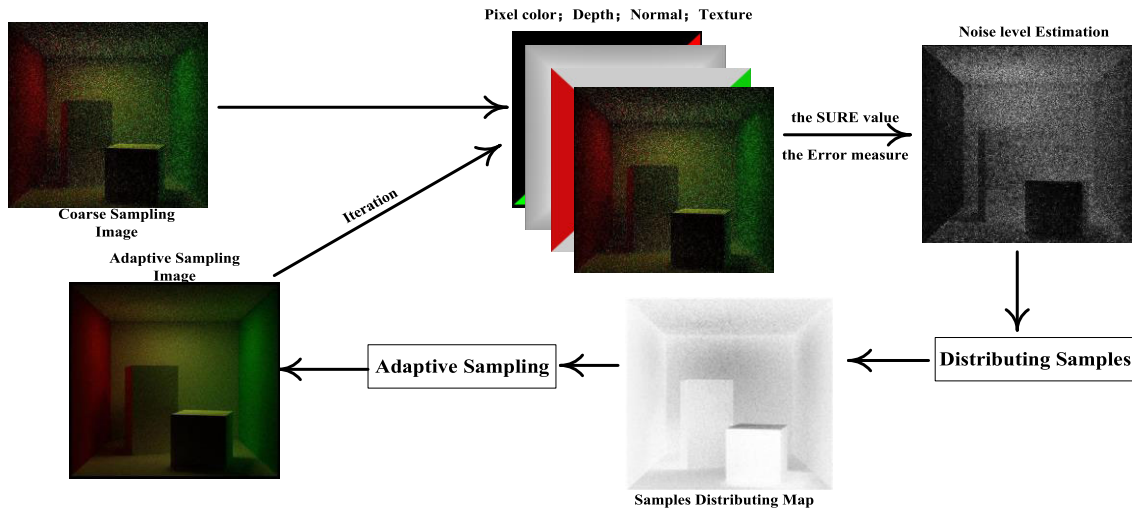 Pixel color；Depth；Normal；Texture
Noise level Estimation
the SURE value
the Error measure
Coarse Sampling
Image
Iteration
Adaptive Sampling
Image
Distributing Samples
Adaptive Sampling
Samples Distributing Map